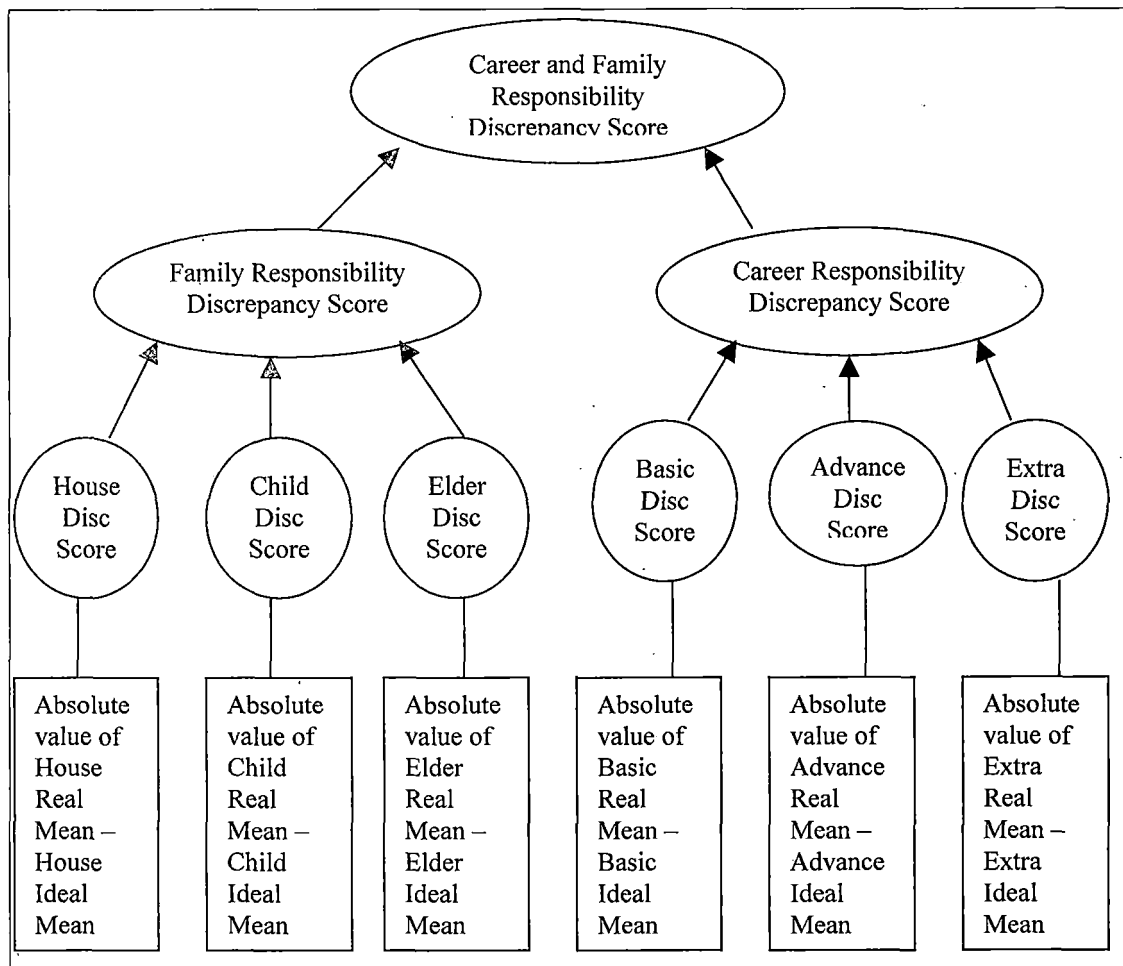 Career and Family
Responsibility
Discrepancy Score
Family Responsibility
Discrepancy Score
Career Responsibility
Discrepancy Score
House
Disc
Score
Child
Disc
Score
Elder
Disc
Score
Basic
Disc
Score
Advance
Disc
Score
Extra
Disc
Score
Absolute
value of
House
Real
Mean –
House
Ideal
Mean
Absolute
value of
Child
Real
Mean –
Child
Ideal
Mean
Absolute
value of
Elder
Real
Mean –
Elder
Ideal
Mean
Absolute
value of
Basic
Real
Mean –
Basic
Ideal
Mean
Absolute
value of
Advance
Real
Mean –
Advance
Ideal
Mean
Absolute
value of
Extra
Real
Mean –
Extra
Ideal
Mean